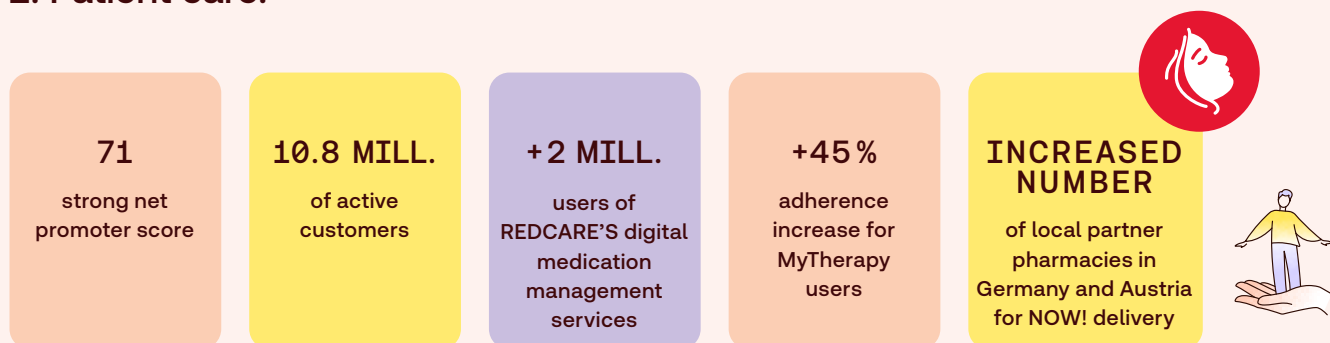 2. Patient care:
71
strong net
promoter score
10.8 MILL.
of active
customers
+2 MILL.
users of
REDCARE’S digital
medication
management
services
+45 %
adherence
increase for
MyTherapy
users
INCREASED
NUMBER
of local partner
pharmacies in
Germany and Austria
for NOW! delivery